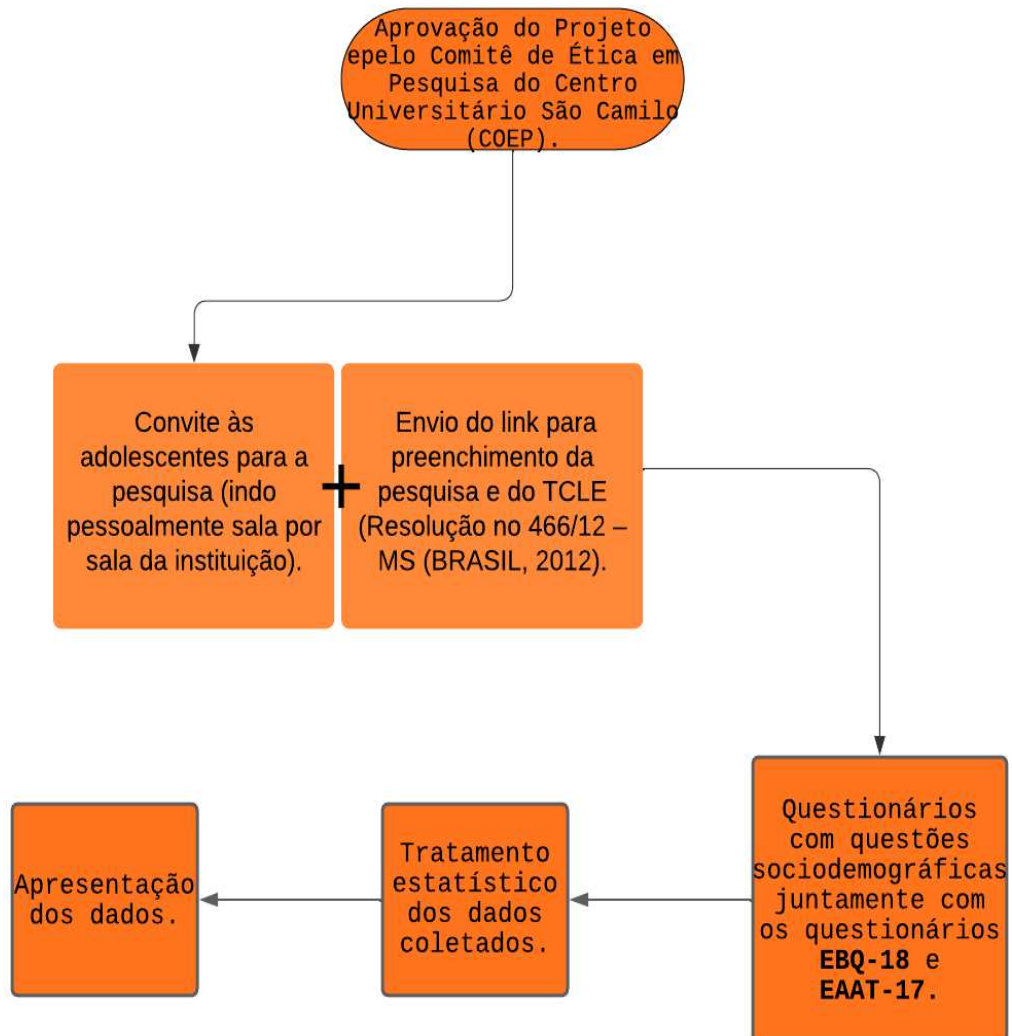 Aprovação do Projeto
epelo Comitê de Ética em
Pesquisa do Centro
Universitário São Camilo
(COEP).
Convite às
adolescentes para a
pesquisa (indo
pessoalmente sala por
sala da instituição).
+
Envio do link para
preenchimento da
pesquisa e do TCLE
(Resolução no 466/12 –
MS (BRASIL, 2012).
Questionários
com questões
sociodemográficas
juntamente com
os questionários
EBQ-18 e
EAAT-17.
Tratamento
estatístico
dos dados
coletados.
Apresentação
dos dados.